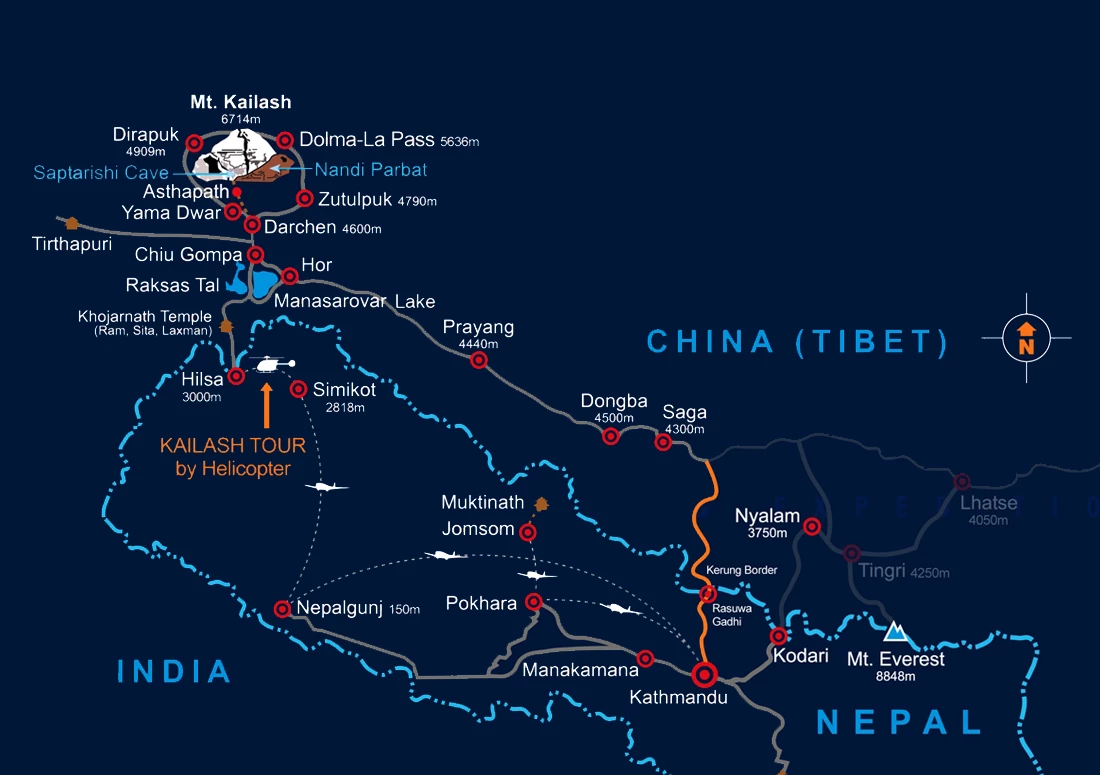 Mt. Kailash
6714m
Dirapuk
4909m
Dolma-La Pass 5636m
Saptarishi Cave
Nandi Parbat
Asthapath
Zutulpuk 4790m
Yama Dwar
Darchen 4600m
Tirthapuri
Chiu Gompa
Hor
Raksas Tal
Manasarovar Lake
Khojarnath Temple
(Ram, Sita, Laxman)
Prayang
4440m
CHINA (TIBET)
N
Hilsa
3000m
Simikot
2818m
Dongba
4500m
Saga
4300m
KAILASH TOUR
by Helicopter
Muktinath
Jomsom
Nyalam
3750m
Lhatse
4050m
Kerung Border
Tingri 4250m
Nepalgunj 150m
Pokhara
Rasuwa
Gadhi
INDIA
Manakamana
Kathmandu
Kodari
Mt. Everest
8848m
NEPAL